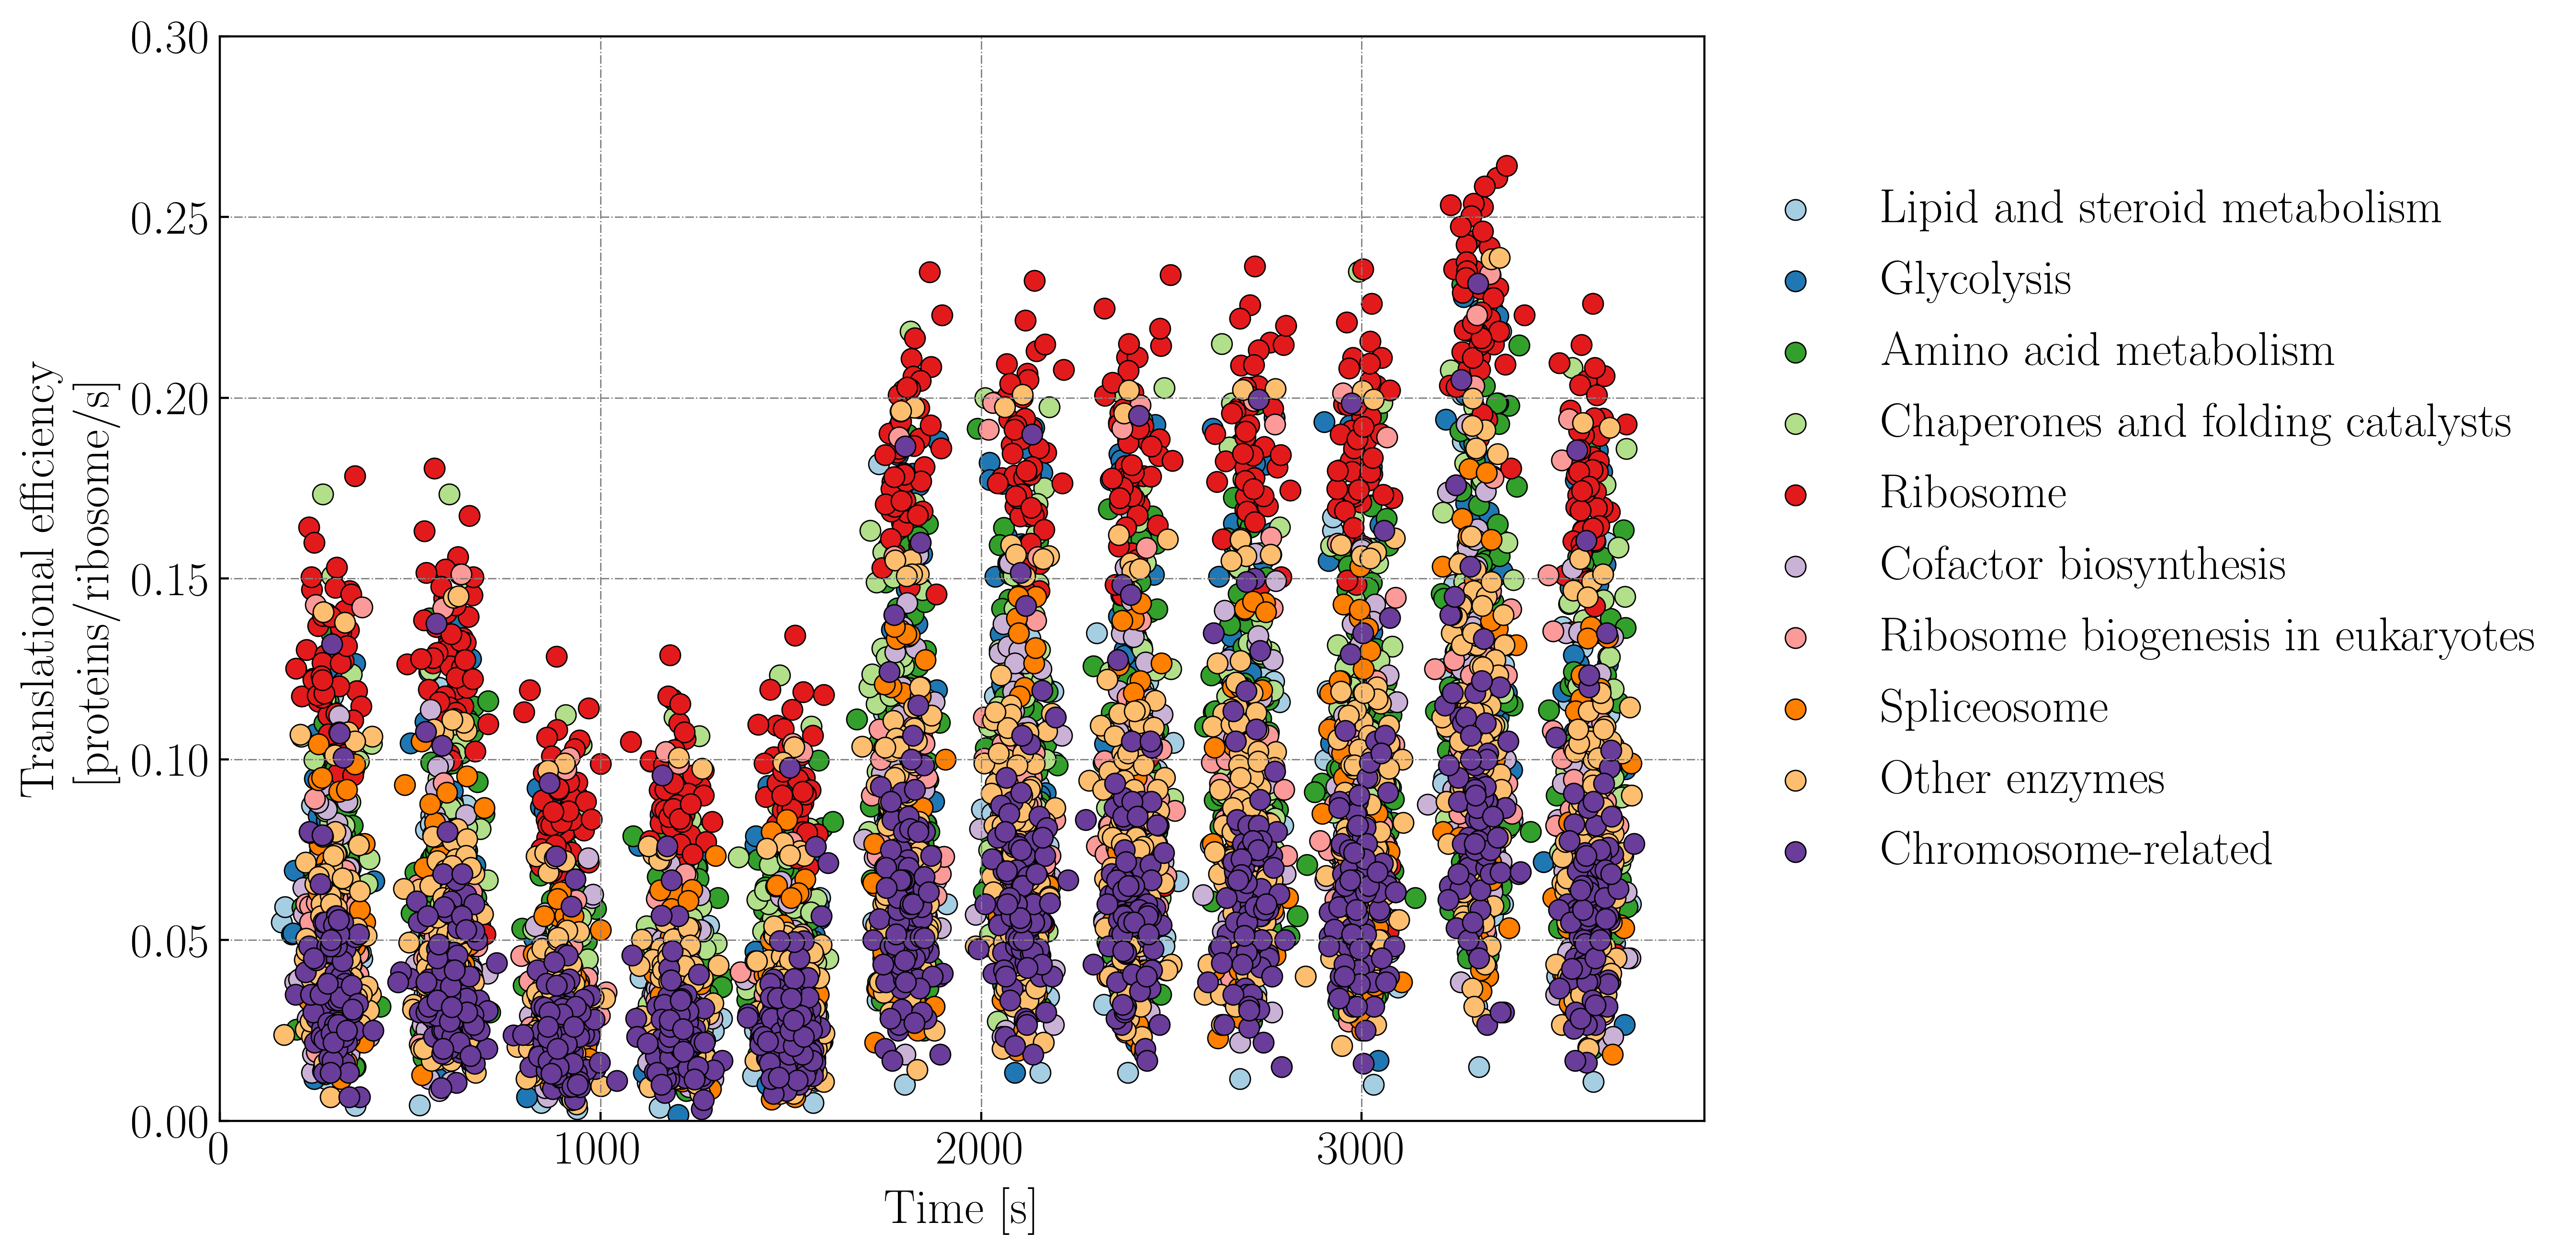 0.30
0.25
0.20
0.15
0.10
0.05
0.00
Translational efficiency
[proteins/ribosome/s]
0 1000 2000 3000
Time [s]
Lipid and steroid metabolism
Glycolysis
Amino acid metabolism
Chaperones and folding catalysts
Ribosome
Cofactor biosynthesis
Ribosome biogenesis in eukaryotes
Spliceosome
Other enzymes
Chromosome-related